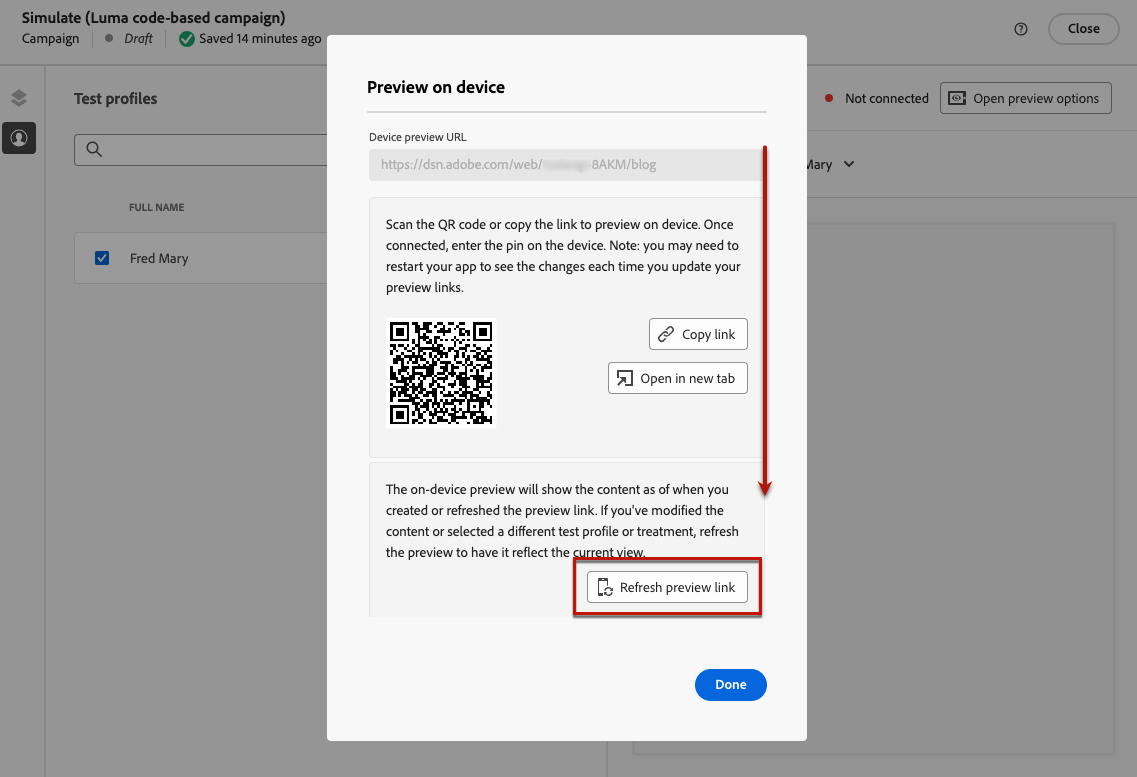 Simulate (Luma code-based campaign)
Campaign
Draft
Saved 14 minutes ago
Close
Test profiles
Not connected
Open preview options
Mary
FULL NAME
Fred Mary
Preview on device
Device preview URL
https://dsn.adobe.com/web/ 8AKM/blog
Scan the QR code or copy the link to preview on device. Once
connected, enter the pin on the device. Note: you may need to
restart your app to see the changes each time you update your
preview links.
Copy link
Open in new tab
The on-device preview will show the content as of when you
created or refreshed the preview link. If you've modified the
content or selected a different test profile or treatment, refresh
the preview to have it reflect the current view.
Refresh preview link
Done